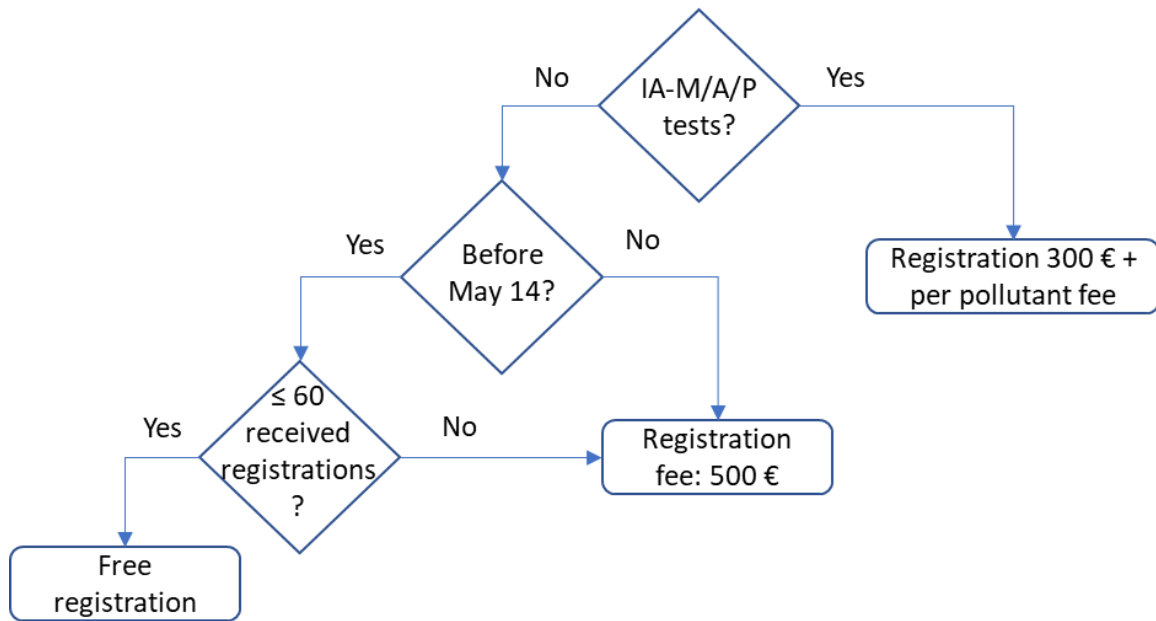 IA-M/A/P
tests?
No
Yes
Before
May 14?
Yes
No
Registration 300 € +
per pollutant fee
≤ 60
received
registrations
?
Yes
No
Registration
fee: 500 €
Free
registration